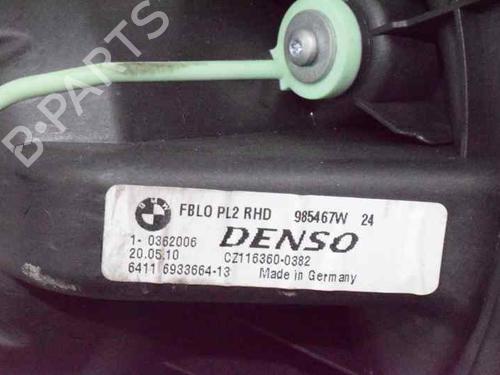 B-PARTS
BMW
FBLO PL2 RHD 985467W 24
1- 0362006 DENSO
20.05.10 CZ116360-0382
6411 6933664-13 Made in Germany